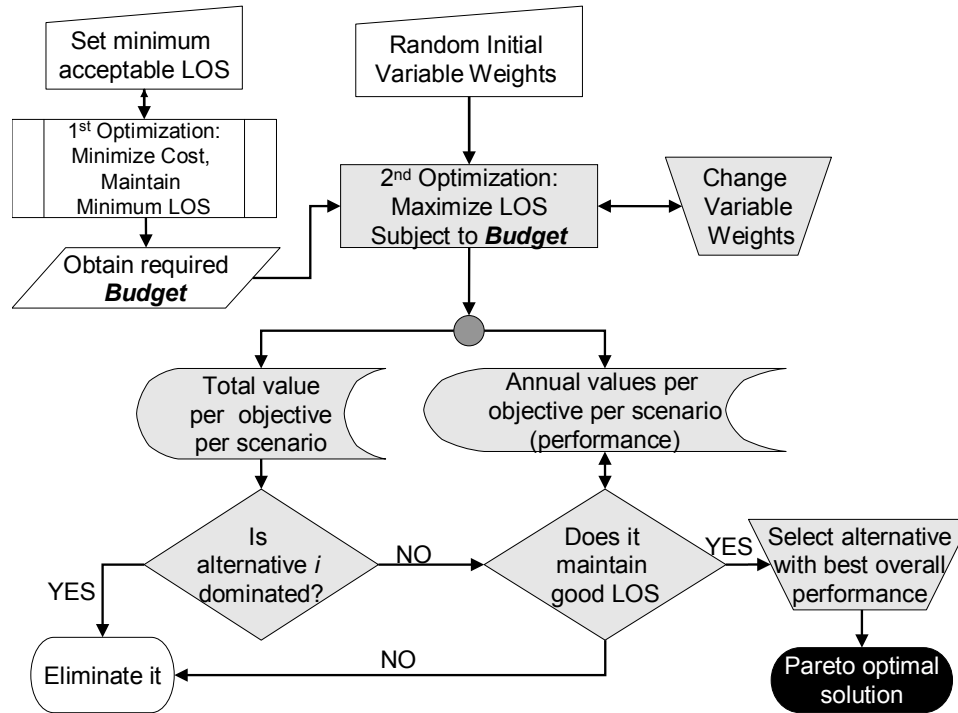 Set minimum
acceptable LOS
Random Initial
Variable Weights
1st Optimization:
Minimize Cost,
Maintain
Minimum LOS
2nd Optimization:
Maximize LOS
Subject to Budget
Change
Variable
Weights
Obtain required
Budget
Total value
per objective
per scenario
Annual values per
objective per scenario
(performance)
Is
alternative i
dominated?
NO
Does it
maintain
good LOS
YES
Select alternative
with best overall
performance
YES
Eliminate it
NO
Pareto optimal
solution